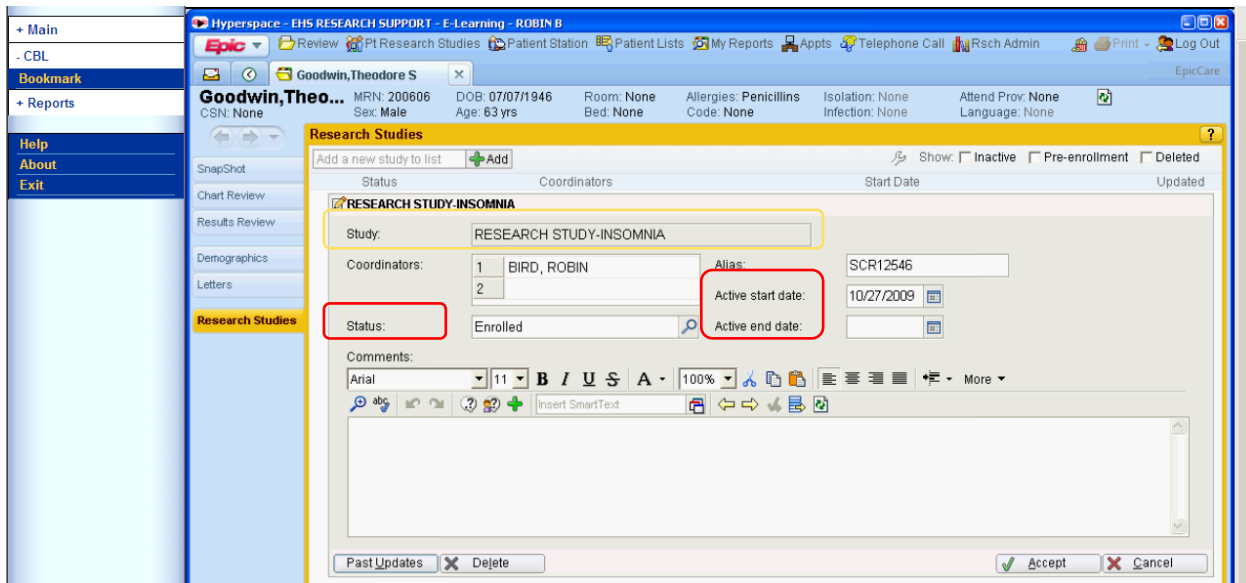 + Main
- CBL
Bookmark
+ Reports
Help
About
Exit
Hyperspace - EHS RESEARCH SUPPORT - E-Learning - ROBIN B
Epic Review Pt Research Studies Patient Station Patient Lists My Reports Appts Telephone Call Rsch Admin Print Log Out
Goodwin,Theodore S EpicCare
Goodwin,Theo... MRN: 200606 DOB: 07/07/1946 Room: None Allergies: Penicillins Isolation: None Attend Prov: None
CSN: None Sex: Male Age: 63 yrs Bed: None Code: None Infection: None Language: None
Research Studies ?
Add a new study to list Add Show: Inactive Pre-enrollment Deleted
Status Coordinators Start Date Updated
SnapShot
Chart Review
Results Review
Demographics
Letters
Research Studies
RESEARCH STUDY-INSOMNIA
Study: RESEARCH STUDY-INSOMNIA
Coordinators: 1 BIRD, ROBIN Alias: SCR12546
2
Active start date: 10/27/2009
Status: Enrolled Active end date:
Comments:
Arial 11 B I U S A 100% More
abc Insert SmartText
Past Updates Delete Accept Cancel